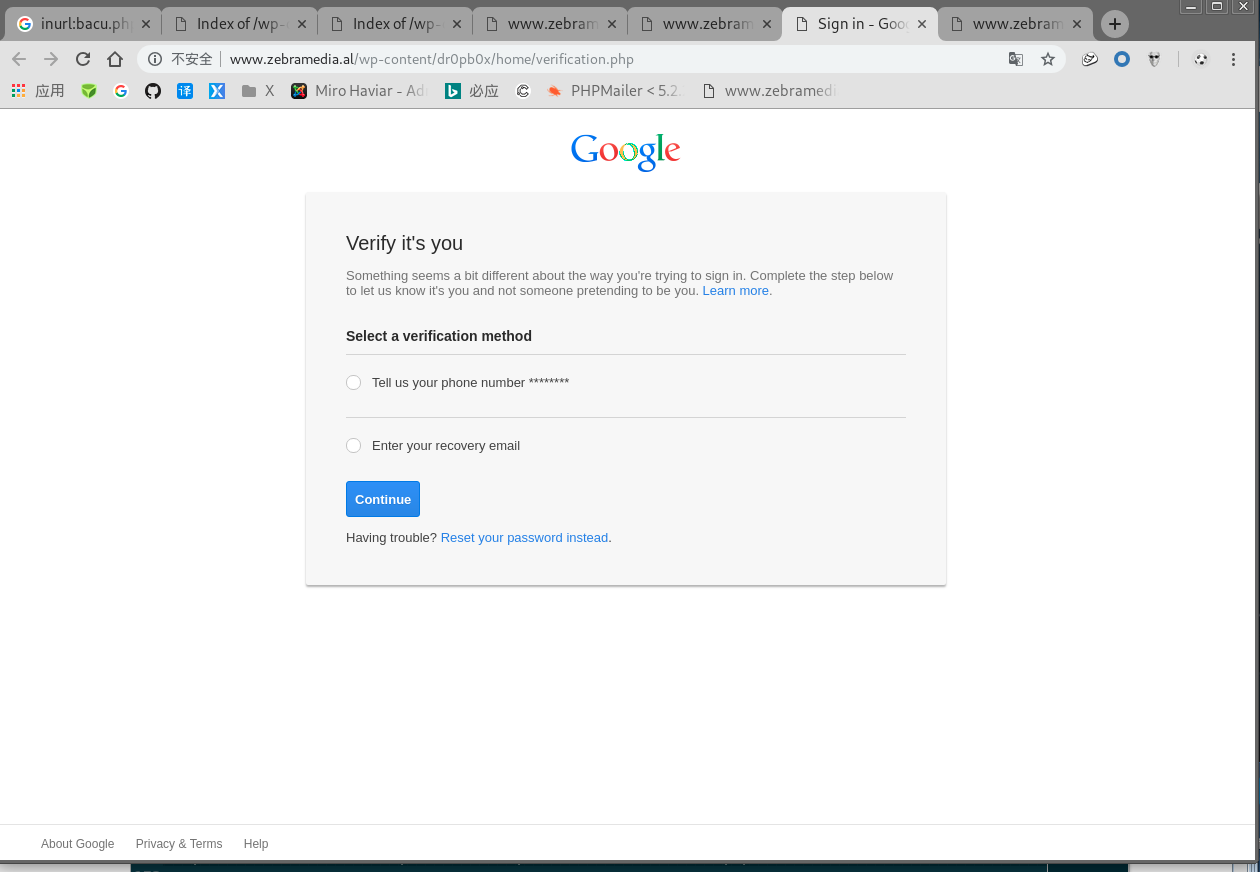 inurl:bacu.ph
Index of /wp-
Index of /wp-
www.zebram
www.zebram
Sign in - Goo
www.zebram
不安全
www.zebramedia.al/wp-content/dr0pb0x/home/verification.php
应用
译
X
Miro Haviar - Ad
必应
PHPMailer < 5.2.
www.zebramedi
Google
Verify it's you
Something seems a bit different about the way you're trying to sign in. Complete the step below
to let us know it's you and not someone pretending to be you. Learn more.
Select a verification method
Tell us your phone number ********
Enter your recovery email
Continue
Having trouble? Reset your password instead.
About Google Privacy & Terms Help